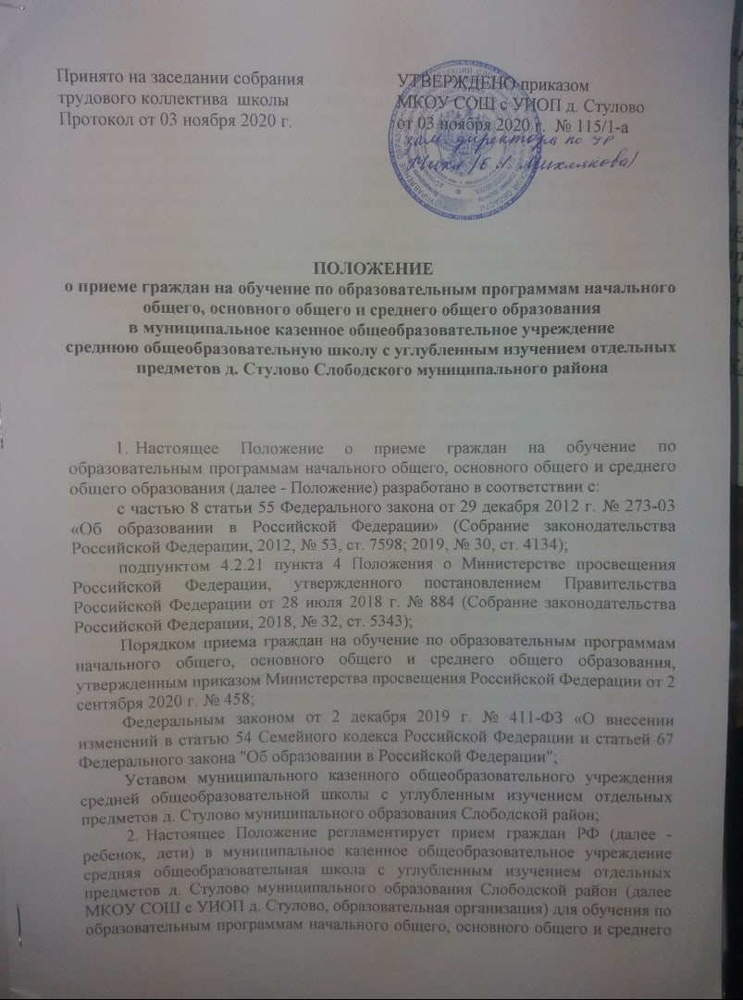 Принято на заседании собрания
трудового коллектива школы
Протокол от 03 ноября 2020 г.
УТВЕРЖДЕНО приказом
МКОУ СОШ с УИОП д. Стулово
от 03 ноября 2020 г. № 115/1-а
зам. директора по УР
ПОЛОЖЕНИЕ
о приеме граждан на обучение по образовательным программам начального
общего, основного общего и среднего общего образования
в муниципальное казенное общеобразовательное учреждение
среднюю общеобразовательную школу с углубленным изучением отдельных
предметов д. Стулово Слободского муниципального района
1. Настоящее Положение о приеме граждан на обучение по
образовательным программам начального общего, основного общего и среднего
общего образования (далее - Положение) разработано в соответствии с:
с частью 8 статьи 55 Федерального закона от 29 декабря 2012 г. № 273-03
«Об образовании в Российской Федерации» (Собрание законодательства
Российской Федерации, 2012, № 53, ст. 7598; 2019, № 30, ст. 4134);
подпунктом 4.2.21 пункта 4 Положения о Министерстве просвещения
Российской Федерации, утвержденного постановлением Правительства
Российской Федерации от 28 июля 2018 г. № 884 (Собрание законодательства
Российской Федерации, 2018, № 32, ст. 5343);
Порядком приема граждан на обучение по образовательным программам
начального общего, основного общего и среднего общего образования,
утвержденным приказом Министерства просвещения Российской Федерации от 2
сентября 2020 г. № 458;
Федеральным законом от 2 декабря 2019 г. № 411-ФЗ «О внесении
изменений в статью 54 Семейного кодекса Российской Федерации и статьей 67
Федерального закона "Об образовании в Российской Федерации";
Уставом муниципального казенного общеобразовательного учреждения
средней общеобразовательной школы с углубленным изучением отдельных
предметов д. Стулово муниципального образования Слободской район;
2. Настоящее Положение регламентирует прием граждан РФ (далее -
ребенок, дети) в муниципальное казенное общеобразовательное учреждение
средняя общеобразовательная школа с углубленным изучением отдельных
предметов д. Стулово муниципального образования Слободской район (далее
МКОУ СОШ с УИОП д. Стулово, образовательная организация) для обучения по
образовательным программам начального общего, основного общего и среднего